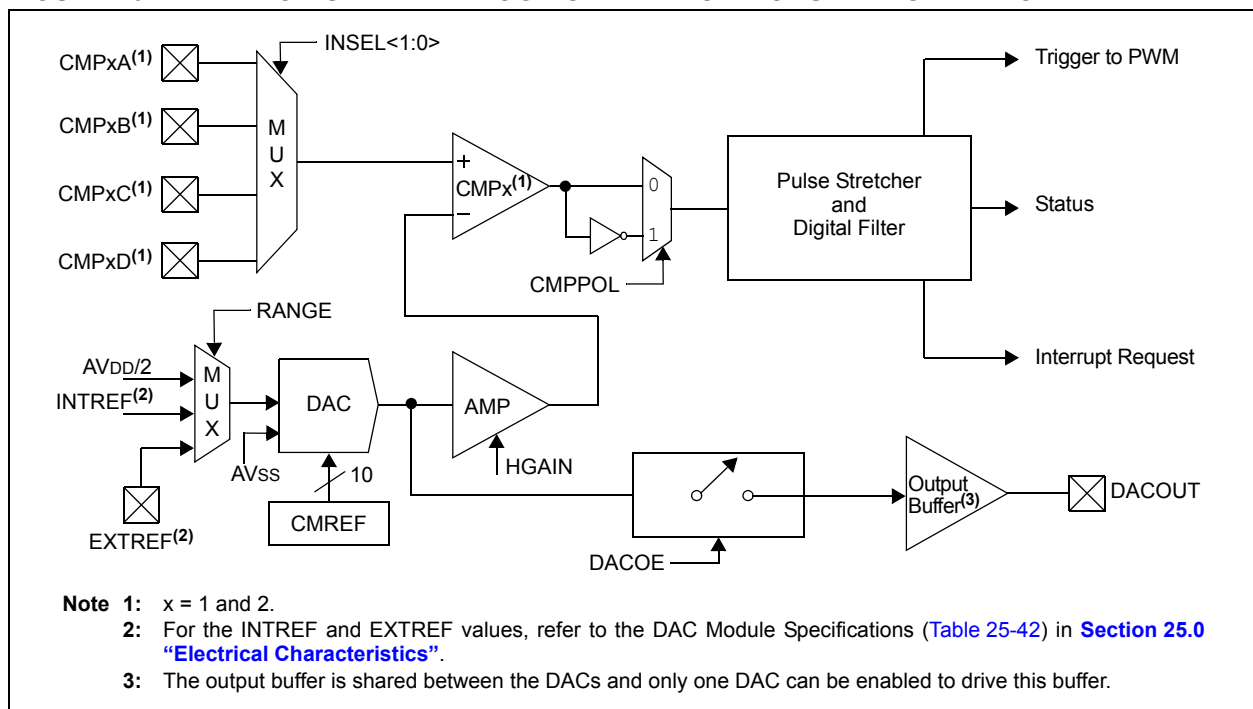 INSEL<1:0>
CMPxA(1)
CMPxB(1)
CMPxC(1)
CMPxD(1)
M
U
X
+
CMPx(1)
–
0
1
CMPPOL
Pulse Stretcher
and
Digital Filter
Trigger to PWM
Status
Interrupt Request
RANGE
AVDD/2
INTREF(2)
EXTREF(2)
M
U
X
AVSS
DAC
10
CMREF
AMP
HGAIN
DACOE
Output
Buffer(3)
DACOUT
Note 1: x = 1 and 2.
2: For the INTREF and EXTREF values, refer to the DAC Module Specifications (Table 25-42) in Section 25.0
“Electrical Characteristics”.
3: The output buffer is shared between the DACs and only one DAC can be enabled to drive this buffer.